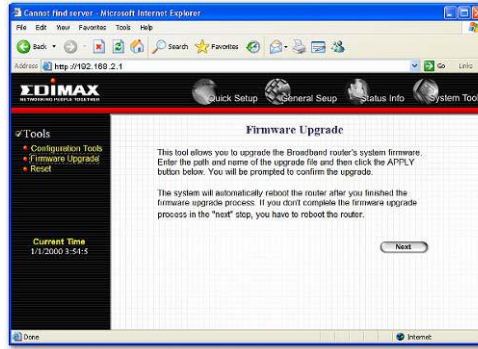 Cannot find server - Microsoft Internet Explorer
File Edit View Favorites Tools Help
Back Search Favorites
Address http://192.168.2.1 Go Links
EDIMAX
NETWORKING PEOPLE TOGETHER
Quick Setup General Seup Status Info System Tool
Tools
Configuration Tools
Firmware Upgrade
Reset
Current Time
1/1/2000 3:54:5
Firmware Upgrade
This tool allows you to upgrade the Broadband router's system firmware.
Enter the path and name of the upgrade file and then click the APPLY
button below. You will be prompted to confirm the upgrade.
The system will automatically reboot the router after you finished the
firmware upgrade process. If you don't complete the firmware upgrade
process in the "next" step, you have to reboot the router.
Next
Done Internet